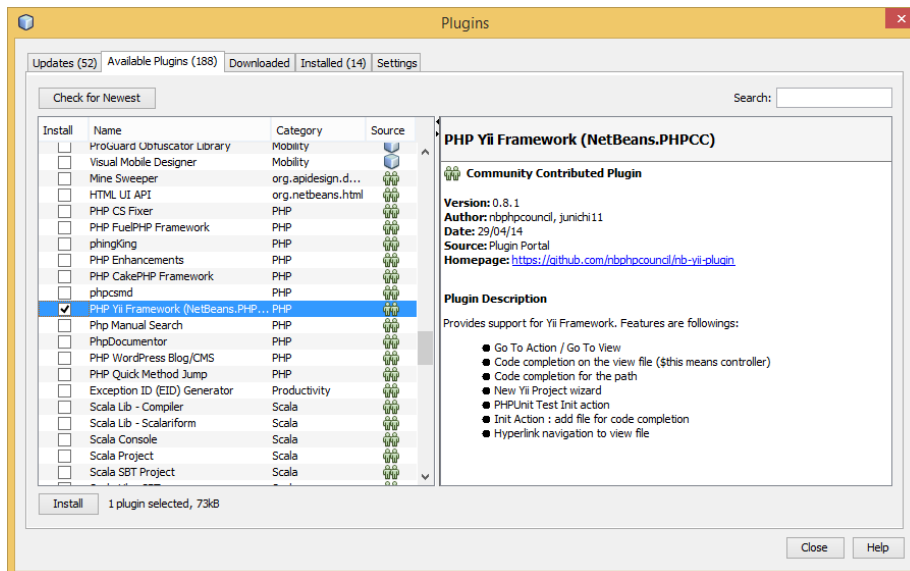 Plugins
Updates (52) Available Plugins (188) Downloaded Installed (14) Settings
Check for Newest Search:
Install Name Category Source
ProGuard Obfuscator Library Mobility
Visual Mobile Designer Mobility
Mine Sweeper org.apidesign.d...
HTML UI API org.netbeans.html
PHP CS Fixer PHP
PHP FuelPHP Framework PHP
phingKing PHP
PHP Enhancements PHP
PHP CakePHP Framework PHP
phpcsmd PHP
PHP Yii Framework (NetBeans.PHP... PHP
Php Manual Search PHP
PhpDocumentor PHP
PHP WordPress Blog/CMS PHP
PHP Quick Method Jump PHP
Exception ID (EID) Generator Productivity
Scala Lib - Compiler Scala
Scala Lib - Scalariform Scala
Scala Console Scala
Scala Project Scala
Scala SBT Project Scala
PHP Yii Framework (NetBeans.PHPCC)
Community Contributed Plugin
Version: 0.8.1
Author: nbphpcouncil, junichi11
Date: 29/04/14
Source: Plugin Portal
Homepage: https://github.com/nbphpcouncil/nb-yii-plugin
Plugin Description
Provides support for Yii Framework. Features are followings:
Go To Action / Go To View
Code completion on the view file ($this means controller)
Code completion for the path
New Yii Project wizard
PHPUnit Test Init action
Init Action : add file for code completion
Hyperlink navigation to view file
Install 1 plugin selected, 73kB
Close Help